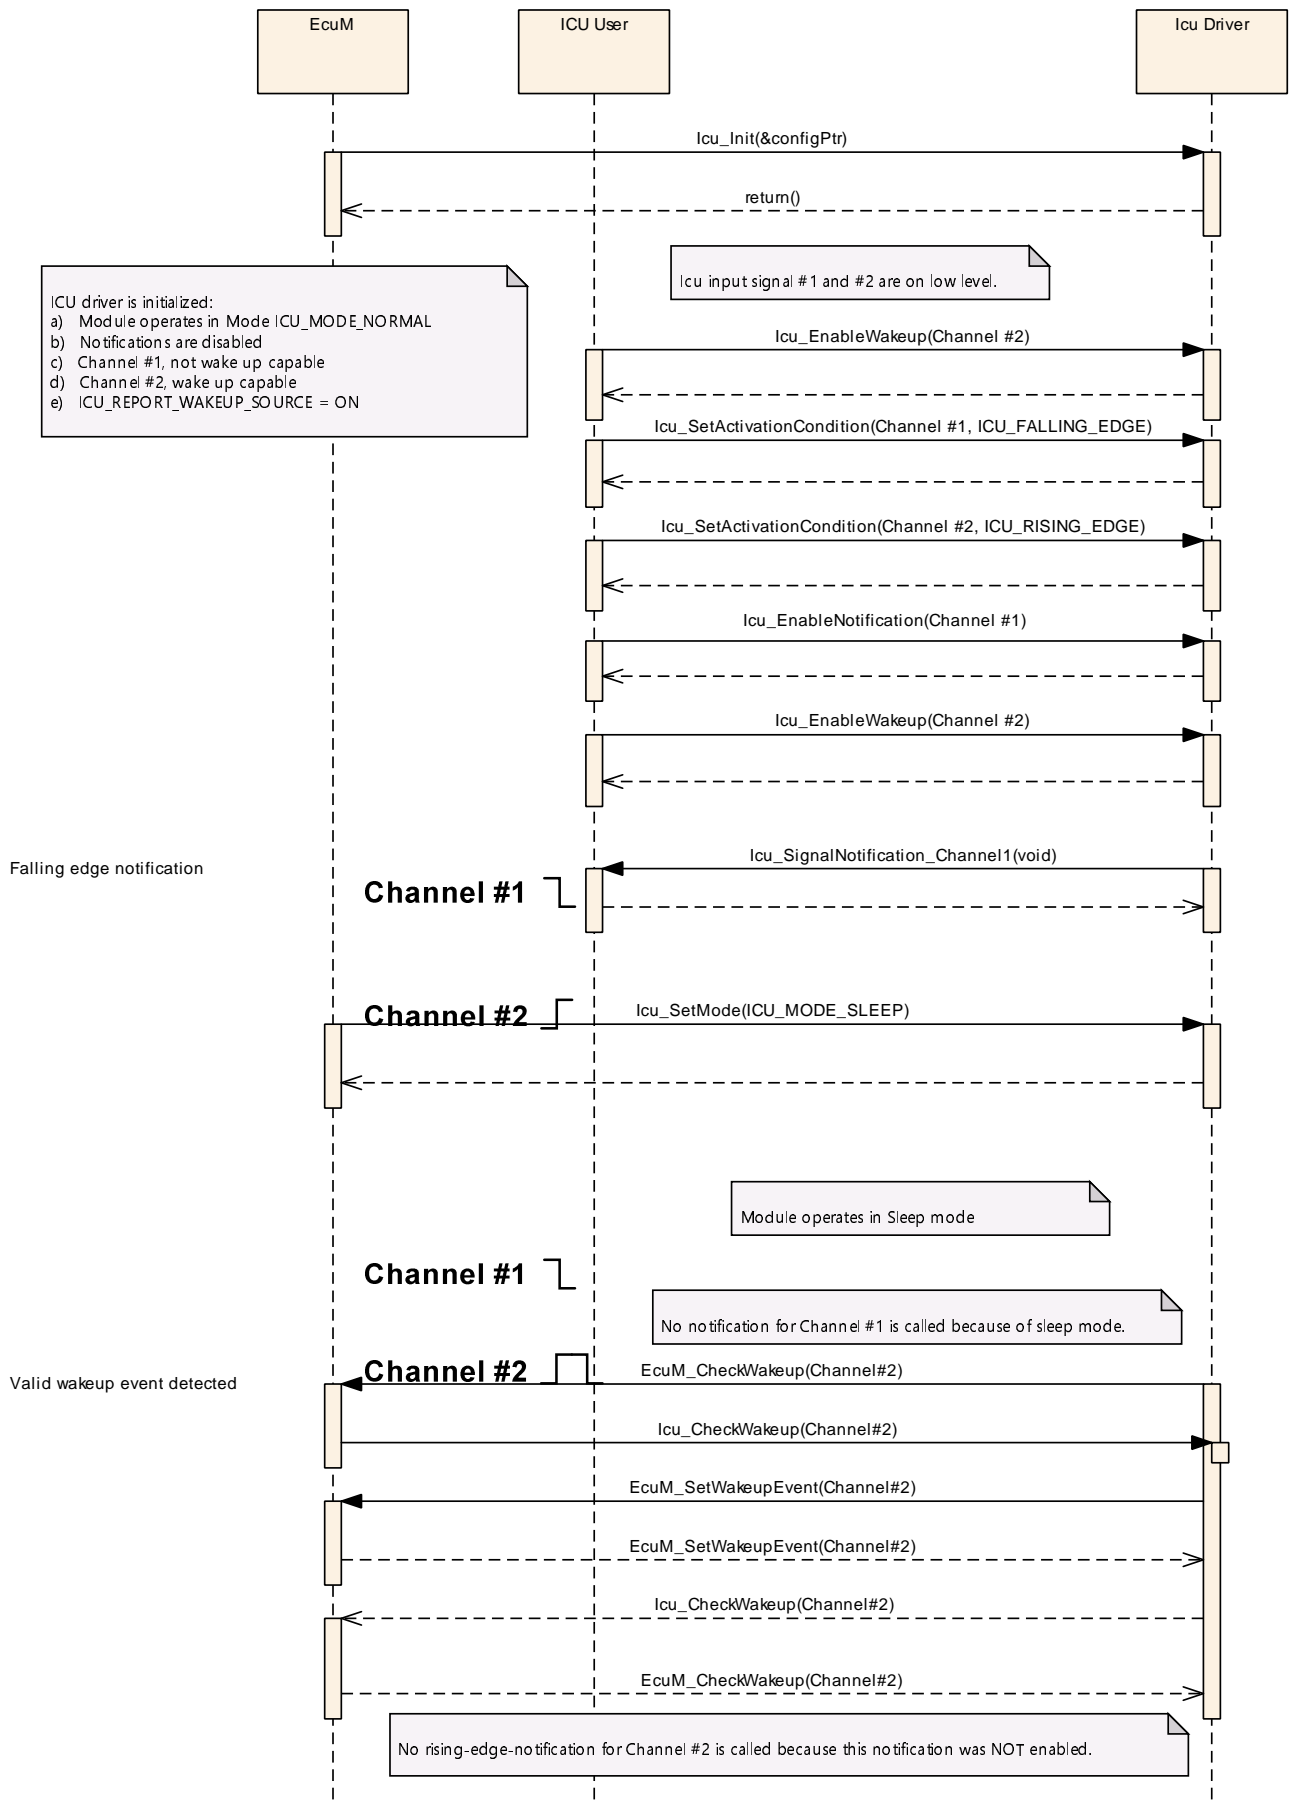 EcuM
ICU User
Icu Driver
Icu_Init(&configPtr)
return()
Icu input signal #1 and #2 are on low level.
ICU driver is initialized:
a) Module operates in Mode ICU_MODE_NORMAL
b) Notifications are disabled
c) Channel #1, not wake up capable
d) Channel #2, wake up capable
e) ICU_REPORT_WAKEUP_SOURCE = ON
Icu_EnableWakeup(Channel #2)
Icu_SetActivationCondition(Channel #1, ICU_FALLING_EDGE)
Icu_SetActivationCondition(Channel #2, ICU_RISING_EDGE)
Icu_EnableNotification(Channel #1)
Icu_EnableWakeup(Channel #2)
Icu_SignalNotification_Channel1(void)
Falling edge notification
Channel #1
Channel #2
Icu_SetMode(ICU_MODE_SLEEP)
Module operates in Sleep mode
Channel #1
No notification for Channel #1 is called because of sleep mode.
Channel #2
EcuM_CheckWakeup(Channel#2)
Valid wakeup event detected
Icu_CheckWakeup(Channel#2)
EcuM_SetWakeupEvent(Channel#2)
EcuM_SetWakeupEvent(Channel#2)
Icu_CheckWakeup(Channel#2)
EcuM_CheckWakeup(Channel#2)
No rising-edge-notification for Channel #2 is called because this notification was NOT enabled.